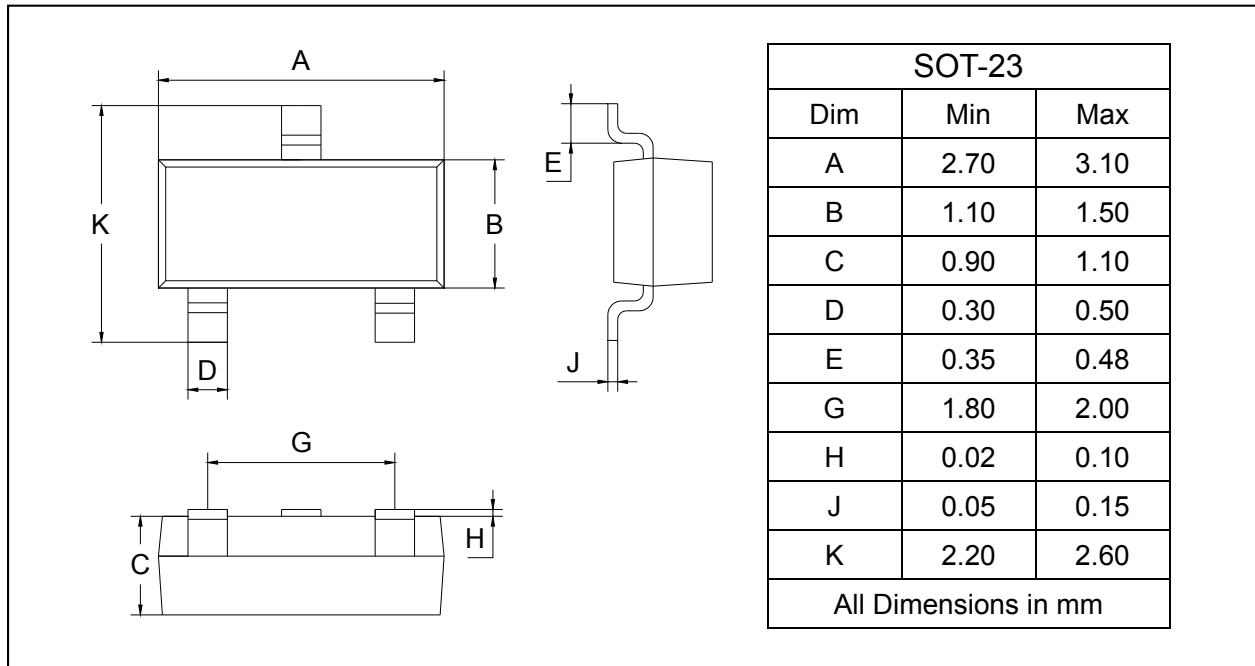 A
K
B
D
E
J
G
C
H
SOT-23
Dim Min Max
A 2.70 3.10
B 1.10 1.50
C 0.90 1.10
D 0.30 0.50
E 0.35 0.48
G 1.80 2.00
H 0.02 0.10
J 0.05 0.15
K 2.20 2.60
All Dimensions in mm